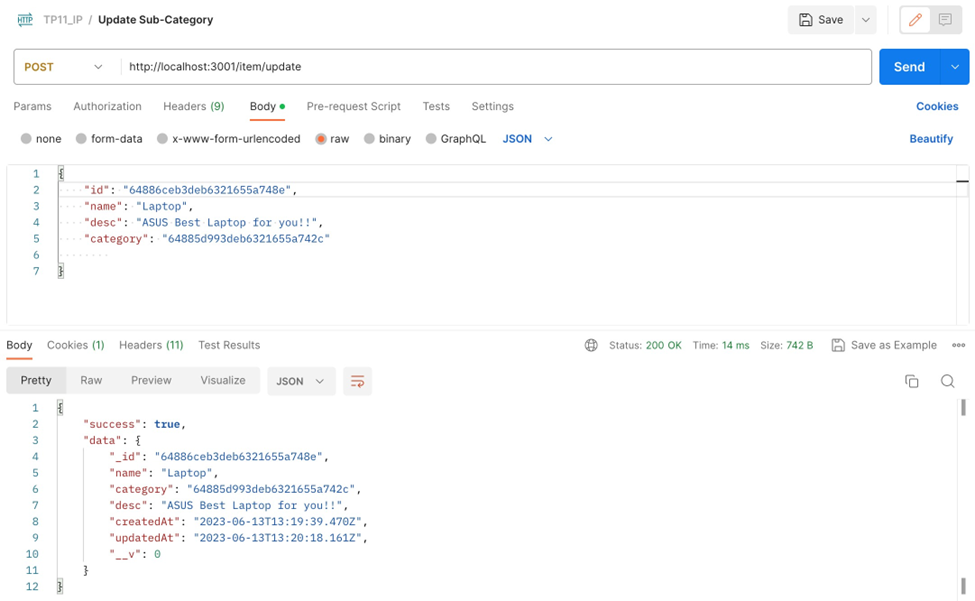 HTTP TP11_IP / Update Sub-Category Save
POST http://localhost:3001/item/update Send
Params Authorization Headers (9) Body Pre-request Script Tests Settings Cookies
none form-data x-www-form-urlencoded raw binary GraphQL JSON Beautify
1 {
2 "id": "64886ceb3deb6321655a748e",
3 "name": "Laptop",
4 "desc": "ASUS Best Laptop for you!!",
5 "category": "64885d993deb6321655a742c"
6
7 }
Body Cookies (1) Headers (11) Test Results Status: 200 OK Time: 14 ms Size: 742 B Save as Example
Pretty Raw Preview Visualize JSON
1 {
2 "success": true,
3 "data": {
4 "_id": "64886ceb3deb6321655a748e",
5 "name": "Laptop",
6 "category": "64885d993deb6321655a742c",
7 "desc": "ASUS Best Laptop for you!!",
8 "createdAt": "2023-06-13T13:19:39.470Z",
9 "updatedAt": "2023-06-13T13:20:18.161Z",
10 "__v": 0
11 }
12 }